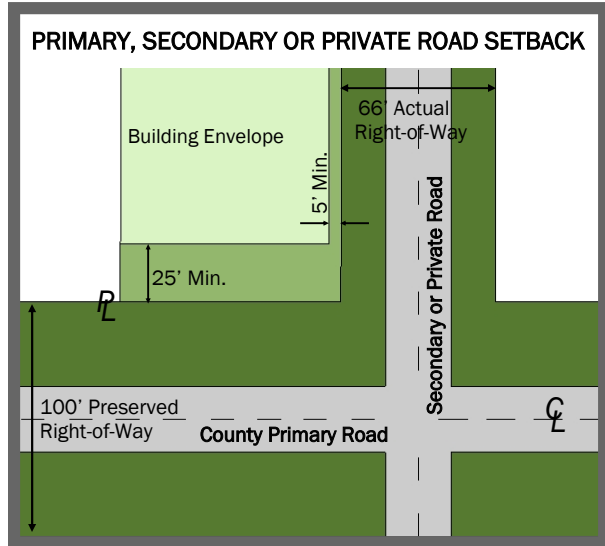 PRIMARY, SECONDARY OR PRIVATE ROAD SETBACK
66' Actual
Right-of-Way
Building Envelope
5' Min.
25' Min.
PL
Secondary or Private Road
100' Preserved
Right-of-Way
County Primary Road
CL